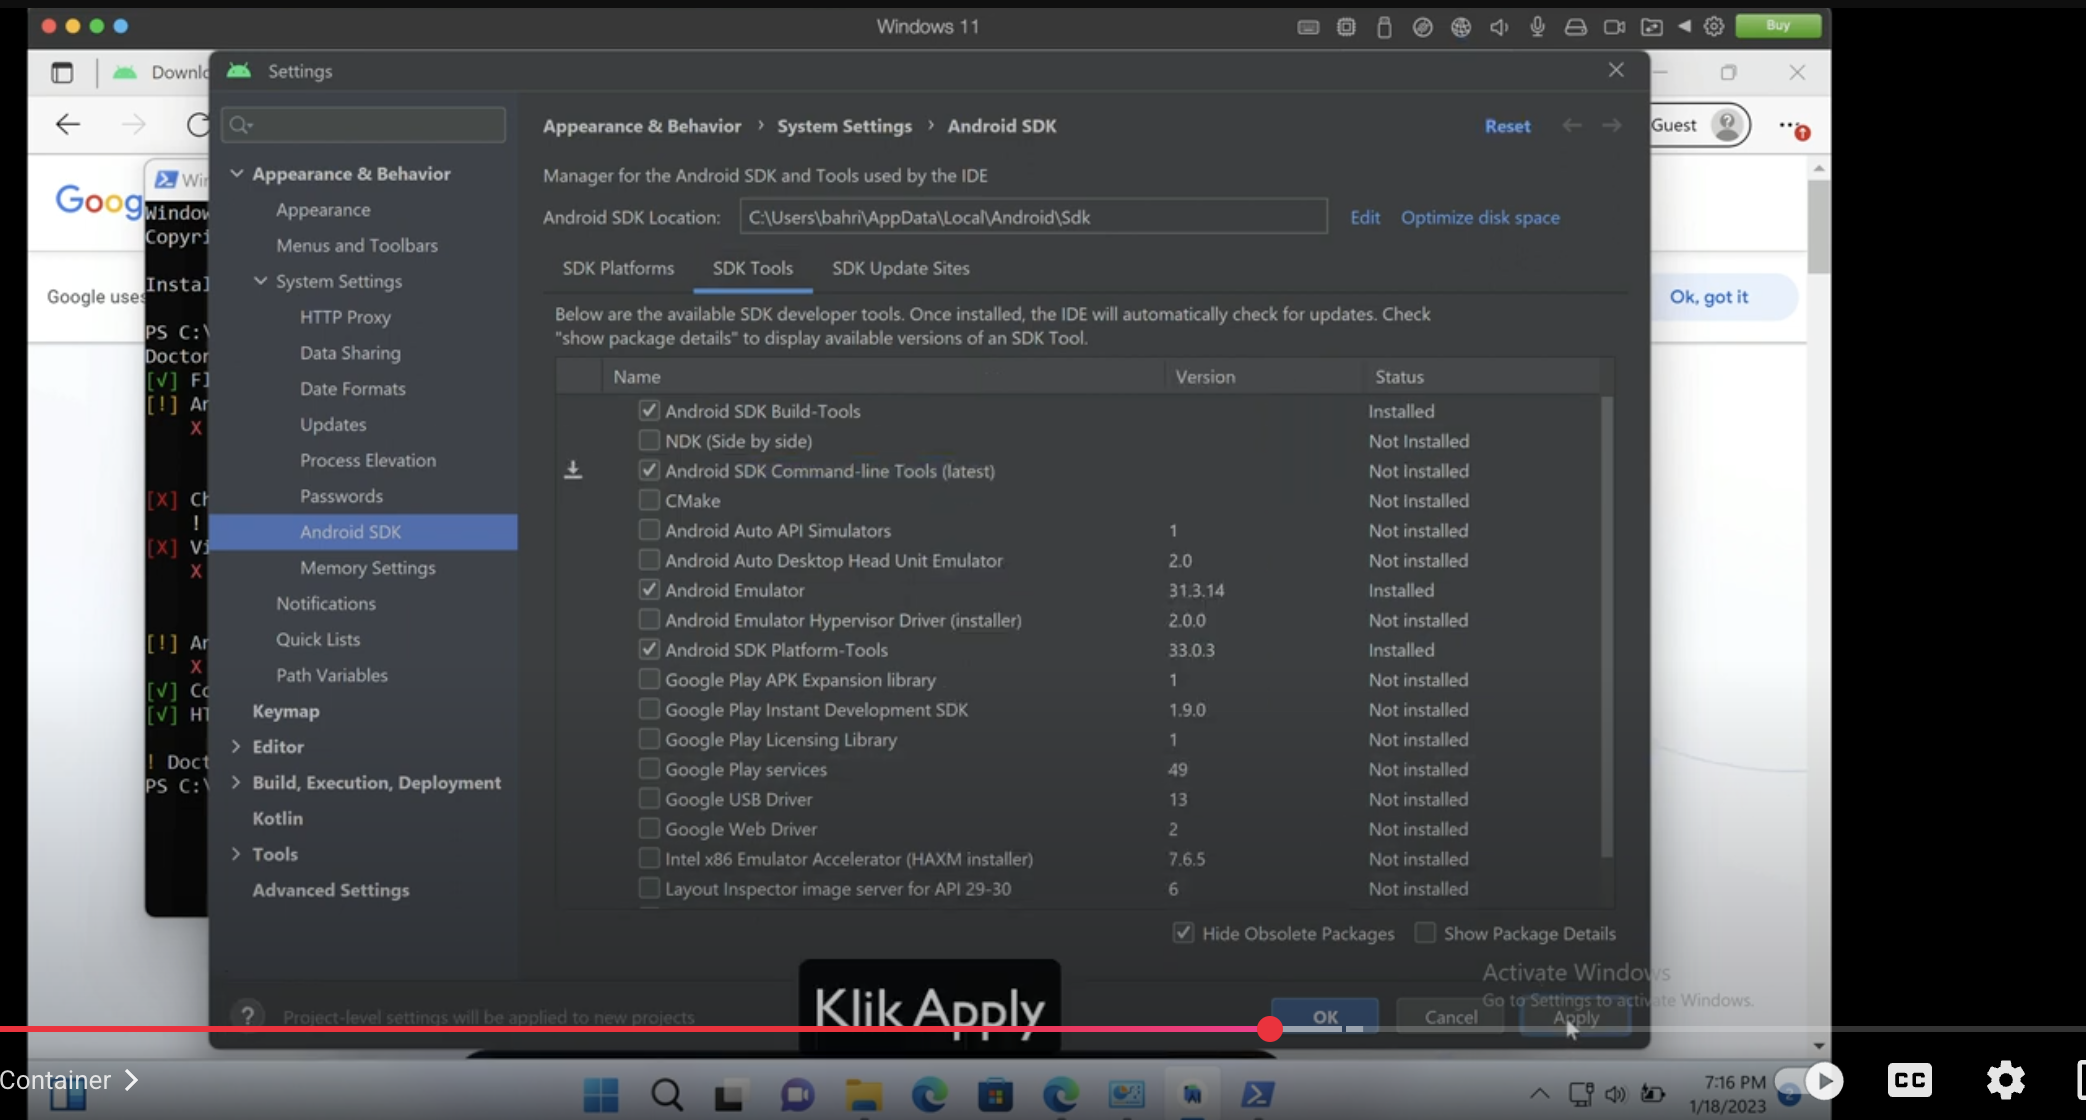 Windows 11
Buy
Downlo
Settings
Guest
Appearance & Behavior › System Settings › Android SDK
Reset
Goog
Google uses
Ok, got it
Win
Window
Copyri
Instal
PS C:\
Doctor
[√] Fl
[!] An
X
[X] Ch
!
[X] Vi
X
[!] An
X
[√] Co
[√] HT
! Doct
PS C:\
Appearance & Behavior
Appearance
Menus and Toolbars
System Settings
HTTP Proxy
Data Sharing
Date Formats
Updates
Process Elevation
Passwords
Android SDK
Memory Settings
Notifications
Quick Lists
Path Variables
Keymap
Editor
Build, Execution, Deployment
Kotlin
Tools
Advanced Settings
Manager for the Android SDK and Tools used by the IDE
Android SDK Location: C:\Users\bahri\AppData\Local\Android\Sdk Edit Optimize disk space
SDK Platforms SDK Tools SDK Update Sites
Below are the available SDK developer tools. Once installed, the IDE will automatically check for updates. Check
"show package details" to display available versions of an SDK Tool.
Name Version Status
Android SDK Build-Tools Installed
NDK (Side by side) Not Installed
Android SDK Command-line Tools (latest) Not Installed
CMake Not Installed
Android Auto API Simulators 1 Not installed
Android Auto Desktop Head Unit Emulator 2.0 Not installed
Android Emulator 31.3.14 Installed
Android Emulator Hypervisor Driver (installer) 2.0.0 Not installed
Android SDK Platform-Tools 33.0.3 Installed
Google Play APK Expansion library 1 Not installed
Google Play Instant Development SDK 1.9.0 Not installed
Google Play Licensing Library 1 Not installed
Google Play services 49 Not installed
Google USB Driver 13 Not installed
Google Web Driver 2 Not installed
Intel x86 Emulator Accelerator (HAXM installer) 7.6.5 Not installed
Layout Inspector image server for API 29-30 6 Not installed
Hide Obsolete Packages Show Package Details
Activate Windows
Go to Settings to activate Windows.
? Project-level settings will be applied to new projects
Klik Apply
OK Cancel Apply
Container
7:16 PM
1/18/2023
2
CC